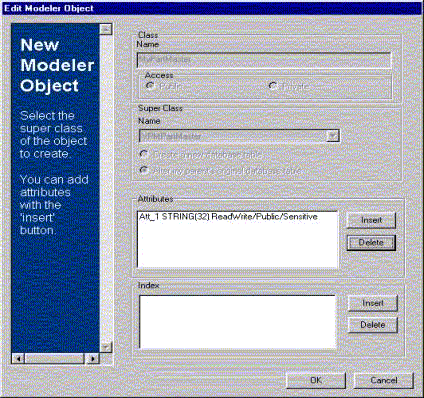 Edit Modeler Object
New
Modeler
Object
Select the
super class
of the object
to create.
You can add
attributes
with the
'insert'
button.
Class
Name
MyPartMaster
Access
Public
Private
Super Class
Name
VPMPartMaster
Create a new database table
Alter my parent's original database table
Attributes
Att_1 STRING(32) ReadWrite/Public/Sensitive
Insert
Delete
Index
Insert
Delete
OK
Cancel